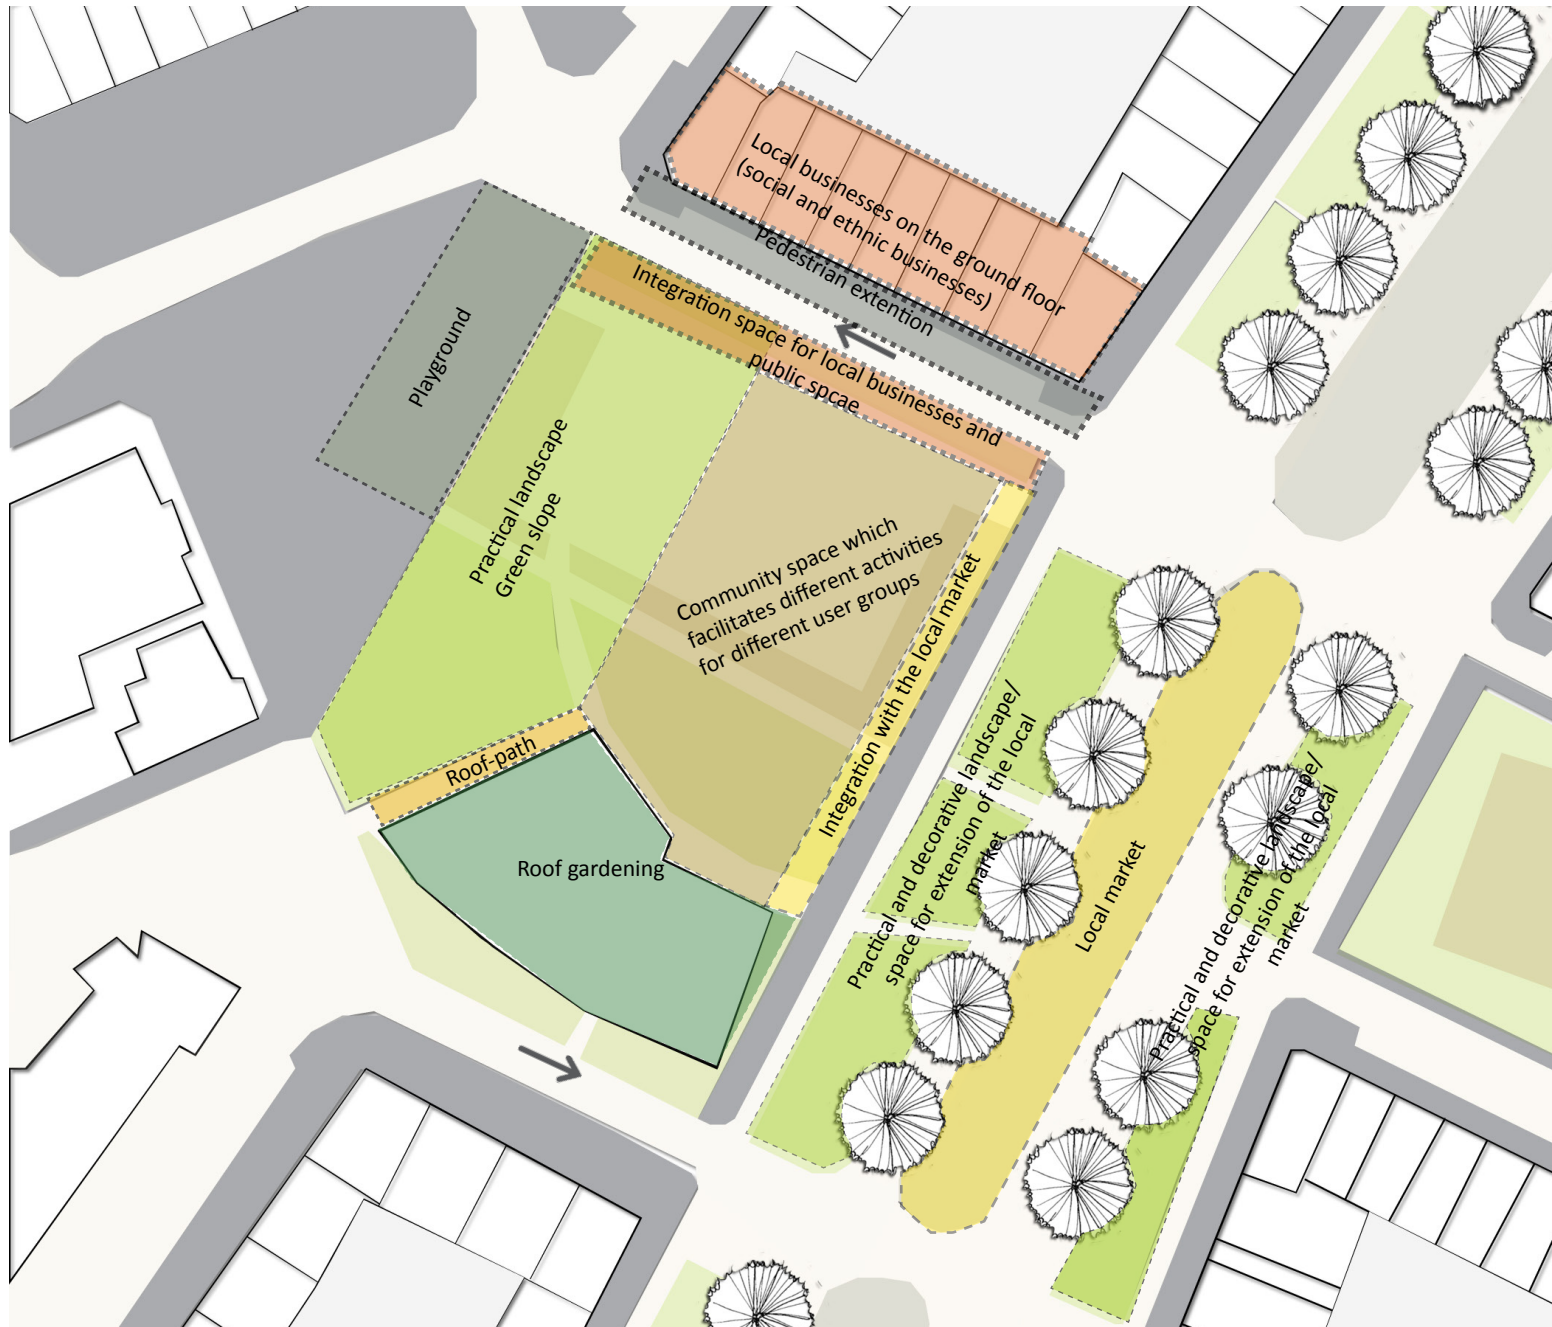 Local businesses on the ground floor
(social and ethnic businesses)
Pedestrian extention
Integration space for local businesses and
public spcae
Playground
Practical landscape
Green slope
Community space which
facilitates different activities
for different user groups
Integration with the local market
Roof-path
Roof gardening
Practical and decorative landscape/
space for extension of the local
market
Local market
Practical and decorative landscape/
space for extension of the local
market